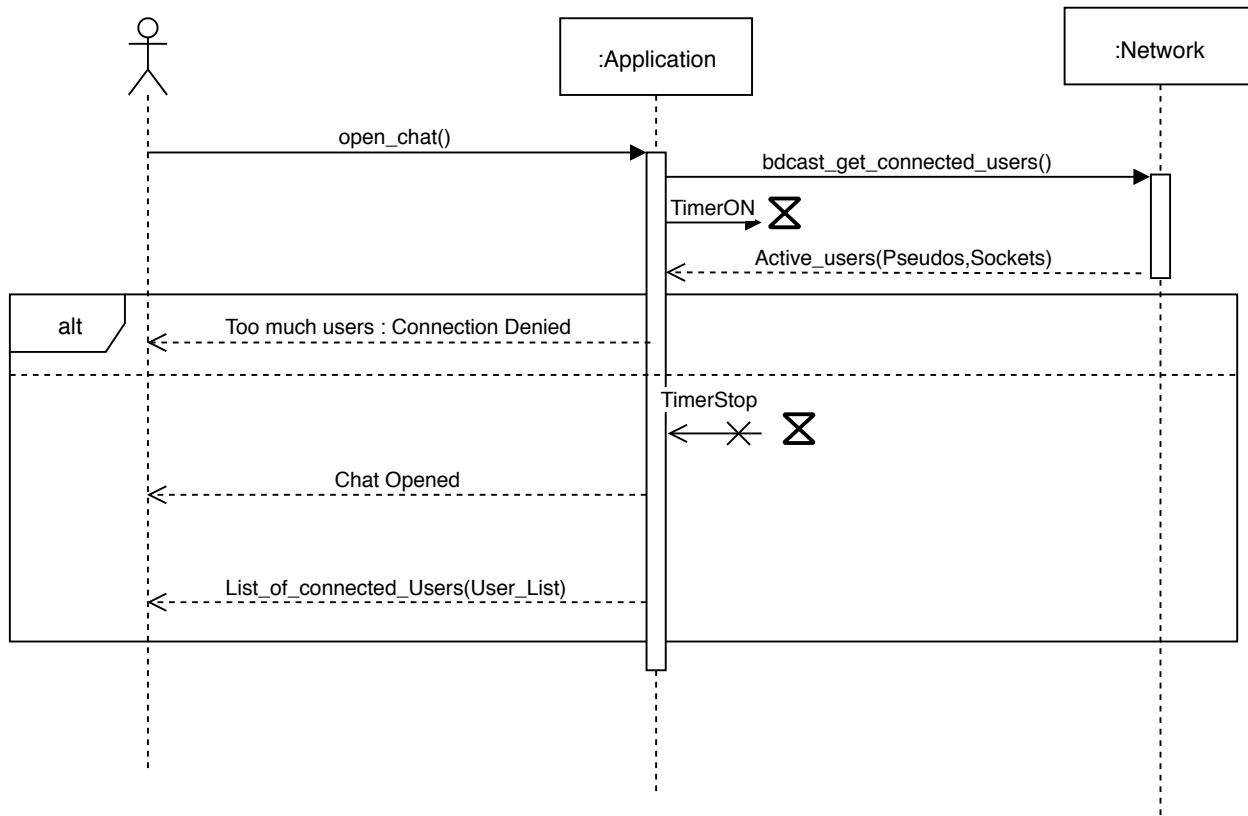 :Application
:Network
open_chat()
bdcast_get_connected_users()
TimerON
Active_users(Pseudos,Sockets)
alt
Too much users : Connection Denied
TimerStop
Chat Opened
List_of_connected_Users(User_List)